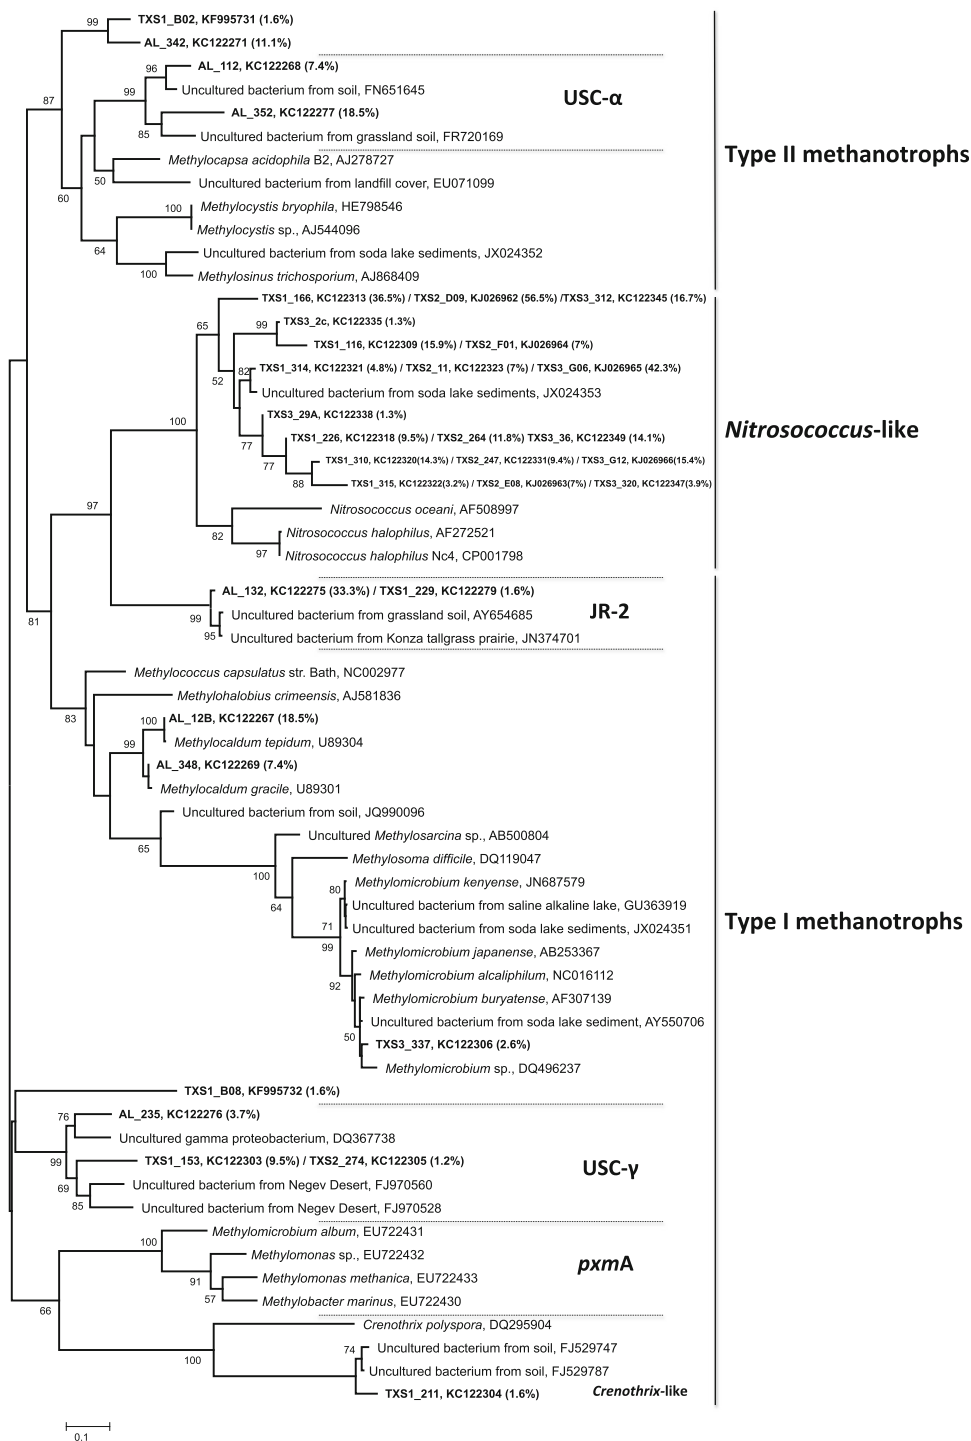 TXS1_B02, KF995731 (1.6%)
99
AL_342, KC122271 (11.1%)
AL_112, KC122268 (7.4%)
96
Uncultured bacterium from soil, FN651645
87
99
USC-α
AL_352, KC122277 (18.5%)
85
Uncultured bacterium from grassland soil, FR720169
Type II methanotrophs
Methylocapsa acidophila B2, AJ278727
50
Uncultured bacterium from landfill cover, EU071099
60
100
Methylocystis bryophila, HE798546
Methylocystis sp., AJ544096
64
Uncultured bacterium from soda lake sediments, JX024352
100
Methylosinus trichosporium, AJ868409
TXS1_166, KC122313 (36.5%) / TXS2_D09, KJ026962 (56.5%) /TXS3_312, KC122345 (16.7%)
65
99
TXS3_2c, KC122335 (1.3%)
TXS1_116, KC122309 (15.9%) / TXS2_F01, KJ026964 (7%)
82
TXS1_314, KC122321 (4.8%) / TXS2_11, KC122323 (7%) / TXS3_G06, KJ026965 (42.3%)
52
Uncultured bacterium from soda lake sediments, JX024353
TXS3_29A, KC122338 (1.3%)
100
Nitrosococcus-like
77
TXS1_226, KC122318 (9.5%) / TXS2_264 (11.8%) TXS3_36, KC122349 (14.1%)
77
TXS1_310, KC122320(14.3%) / TXS2_247, KC122331(9.4%) / TXS3_G12, KJ026966(15.4%)
88
TXS1_315, KC122322(3.2%) / TXS2_E08, KJ026963(7%) / TXS3_320, KC122347(3.9%)
97
Nitrosococcus oceani, AF508997
82
Nitrosococcus halophilus, AF272521
97
Nitrosococcus halophilus Nc4, CP001798
AL_132, KC122275 (33.3%) / TXS1_229, KC122279 (1.6%)
99
Uncultured bacterium from grassland soil, AY654685
JR-2
81
95
Uncultured bacterium from Konza tallgrass prairie, JN374701
Methylococcus capsulatus str. Bath, NC002977
Methylohalobius crimeensis, AJ581836
83
100
AL_12B, KC122267 (18.5%)
99
Methylocaldum tepidum, U89304
AL_348, KC122269 (7.4%)
Methylocaldum gracile, U89301
Uncultured bacterium from soil, JQ990096
65
Uncultured Methylosarcina sp., AB500804
Methylosoma difficile, DQ119047
100
80
Methylomicrobium kenyense, JN687579
64
Uncultured bacterium from saline alkaline lake, GU363919
71
Uncultured bacterium from soda lake sediments, JX024351
Type I methanotrophs
99
Methylomicrobium japanense, AB253367
Methylomicrobium alcaliphilum, NC016112
92
Methylomicrobium buryatense, AF307139
Uncultured bacterium from soda lake sediment, AY550706
50
TXS3_337, KC122306 (2.6%)
Methylomicrobium sp., DQ496237
TXS1_B08, KF995732 (1.6%)
76
AL_235, KC122276 (3.7%)
Uncultured gamma proteobacterium, DQ367738
99
TXS1_153, KC122303 (9.5%) / TXS2_274, KC122305 (1.2%)
USC-γ
69
Uncultured bacterium from Negev Desert, FJ970560
85
Uncultured bacterium from Negev Desert, FJ970528
Methylomicrobium album, EU722431
100
Methylomonas sp., EU722432
pxmA
91
Methylomonas methanica, EU722433
57
Methylobacter marinus, EU722430
66
Crenothrix polyspora, DQ295904
74
Uncultured bacterium from soil, FJ529747
100
Uncultured bacterium from soil, FJ529787
TXS1_211, KC122304 (1.6%)
Crenothrix-like
0.1